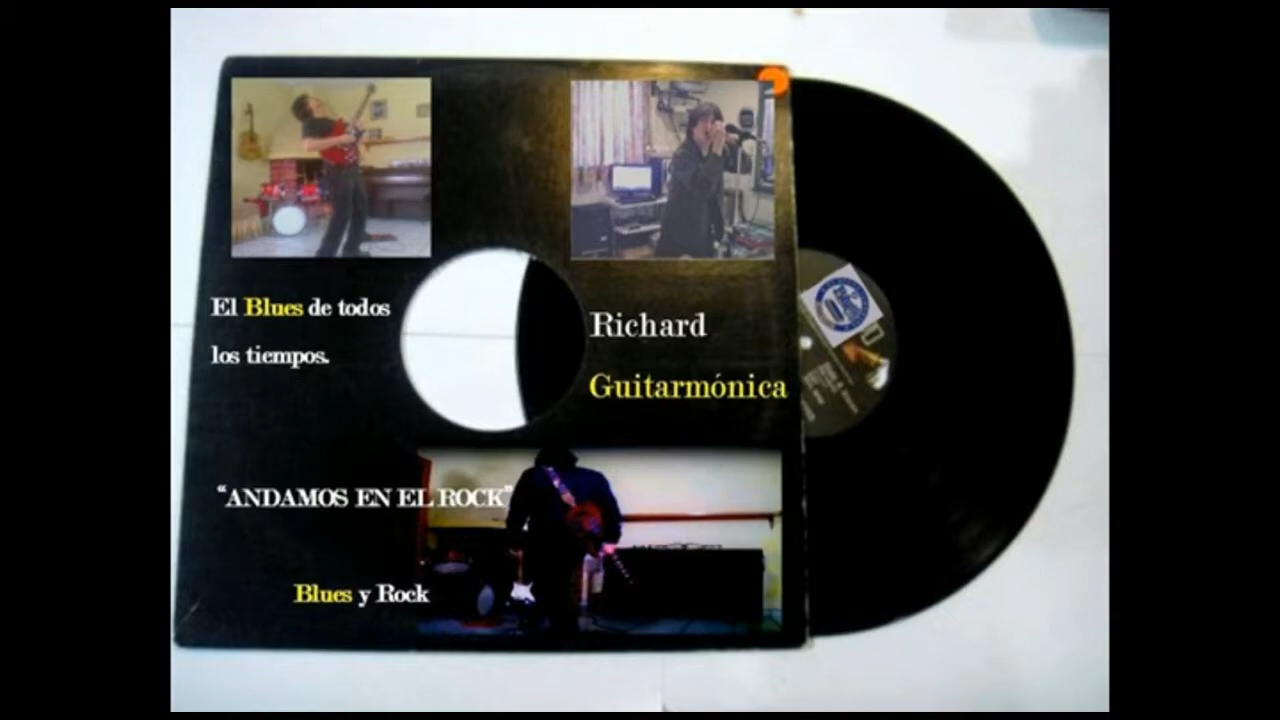 El Blues de todos
los tiempos.
Richard
Guitarmónica
“ANDAMOS EN EL ROCK”
Blues y Rock